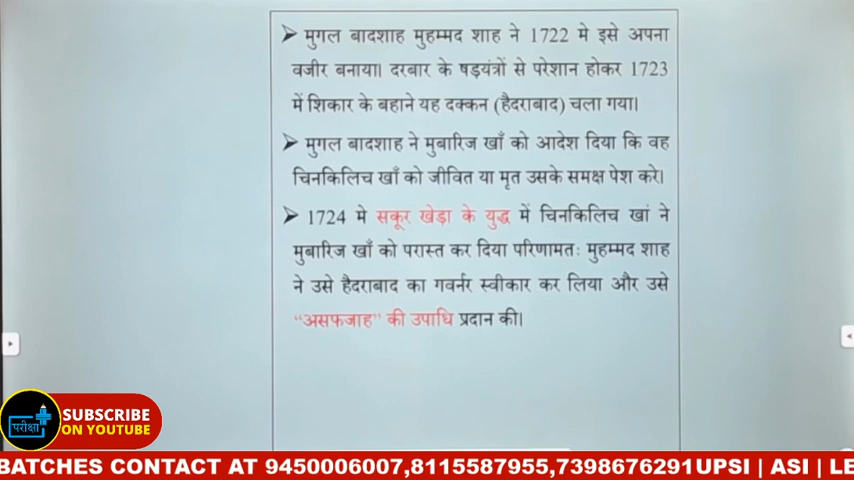 ➤ मुगल बादशाह मुहम्मद शाह ने 1722 मे इसे अपना
वजीर बनाया। दरबार के षड़यंत्रों से परेशान होकर 1723
में शिकार के बहाने यह दक्कन (हैदराबाद) चला गया।
➤ मुगल बादशाह ने मुबारिज खाँ को आदेश दिया कि वह
चिनकिलिच खाँ को जीवित या मृत उसके समक्ष पेश करे।
➤ 1724 मे सकूर खेड़ा के युद्ध में चिनकिलिच खां ने
मुबारिज खाँ को परास्त कर दिया परिणामतः मुहम्मद शाह
ने उसे हैदराबाद का गवर्नर स्वीकार कर लिया और उसे
“असफजाह” की उपाधि प्रदान की।
परीक्षा
SUBSCRIBE
ON YOUTUBE
BATCHES CONTACT AT 9450006007,8115587955,7398676291UPSI | ASI | LE